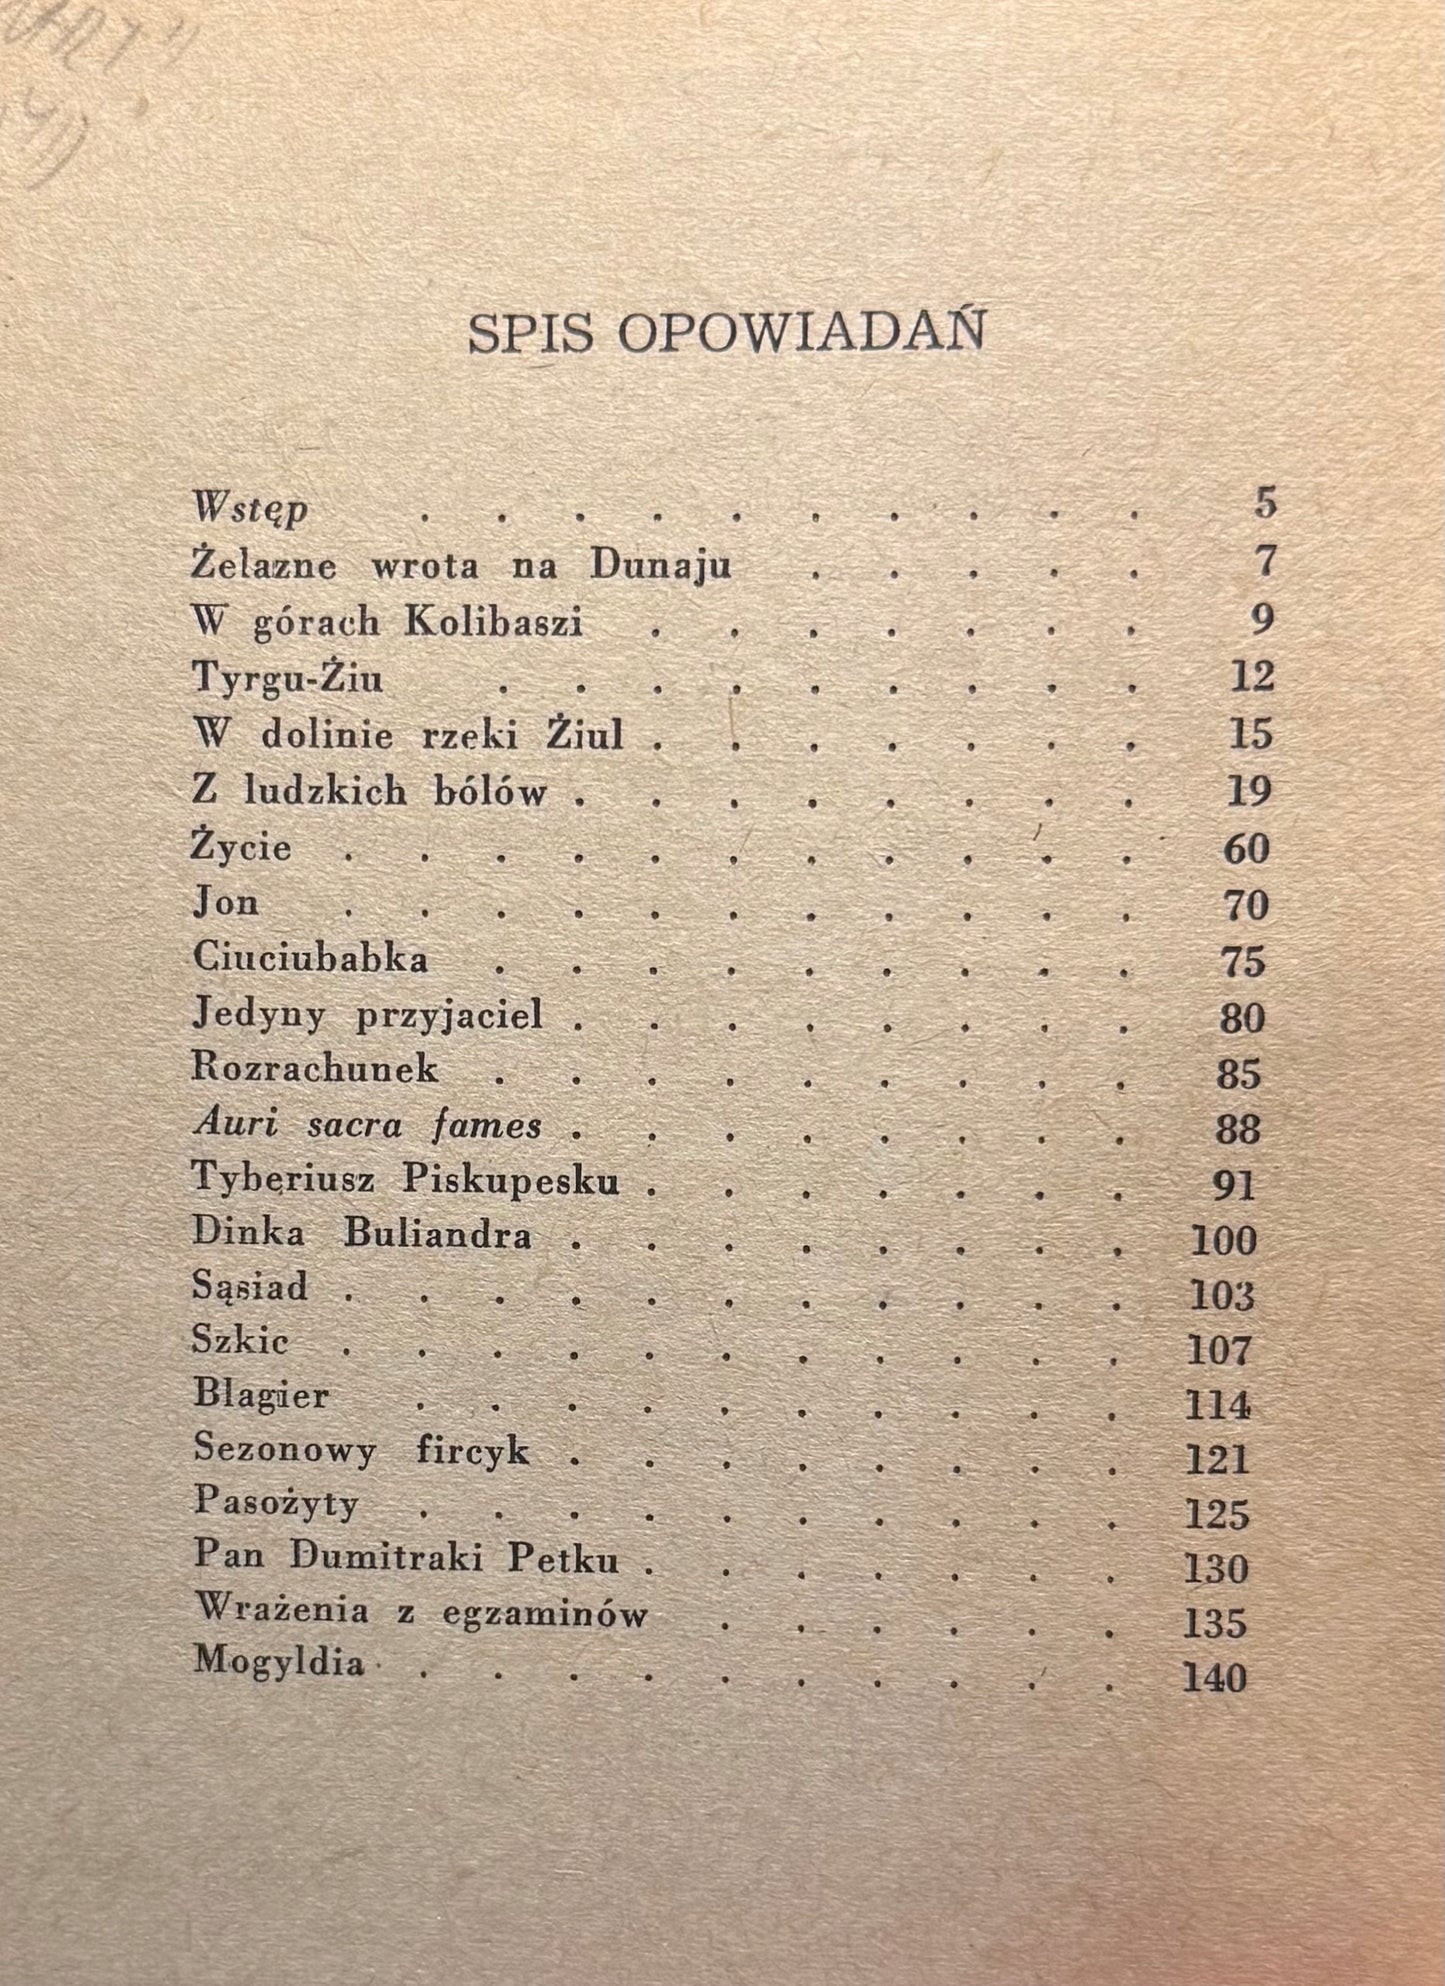 SPIS OPOWIADAŃ
Wstęp . . . . . . . . . . 5
Żelazne wrota na Dunaju . . . . . 7
W górach Kolibaszi . . . . . . . 9
Tyrgu-Żiu . . . . . . . . . 12
W dolinie rzeki Żiul . . . . . . . 15
Z ludzkich bólów . . . . . . . . 19
Życie . . . . . . . . . . . 60
Jon . . . . . . . . . . . 70
Ciuciubabka . . . . . . . . . 75
Jedyny przyjaciel . . . . . . . . 80
Rozrachunek . . . . . . . . . 85
Auri sacra fames . . . . . . . . 88
Tyberiusz Piskupesku . . . . . . . 91
Dinka Buliandra . . . . . . . . 100
Sąsiad . . . . . . . . . . . 103
Szkic . . . . . . . . . . . 107
Blagier . . . . . . . . . . 114
Sezonowy fircyk . . . . . . . . 121
Pasożyty . . . . . . . . . . 125
Pan Dumitraki Petku . . . . . . . 130
Wrażenia z egzaminów . . . . . . 135
Mogyldia . . . . . . . . . . 140